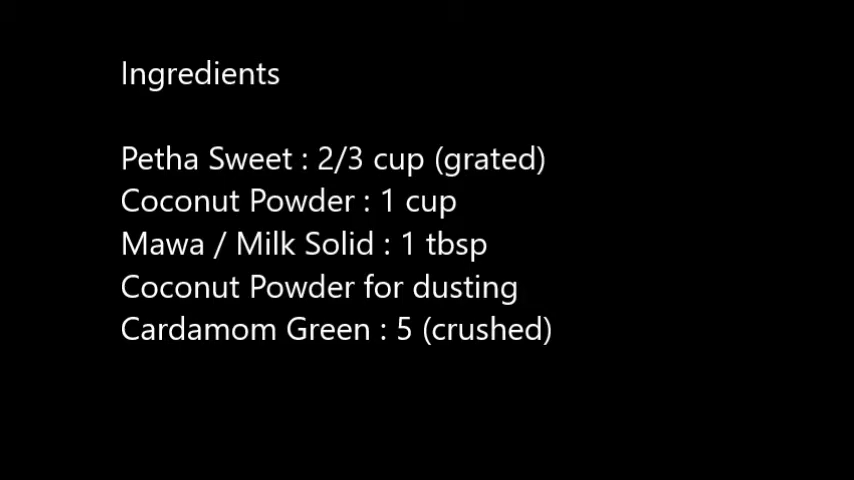 Ingredients
Petha Sweet : 2/3 cup (grated)
Coconut Powder : 1 cup
Mawa / Milk Solid : 1 tbsp
Coconut Powder for dusting
Cardamom Green : 5 (crushed)